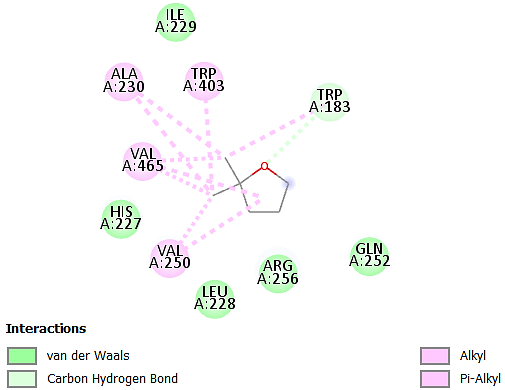 ILE
A:229
ALA
A:230
TRP
A:403
TRP
A:183
VAL
A:465
HIS
A:227
VAL
A:250
GLN
A:252
ARG
A:256
LEU
A:228
Interactions
van der Waals
Carbon Hydrogen Bond
Alkyl
Pi-Alkyl